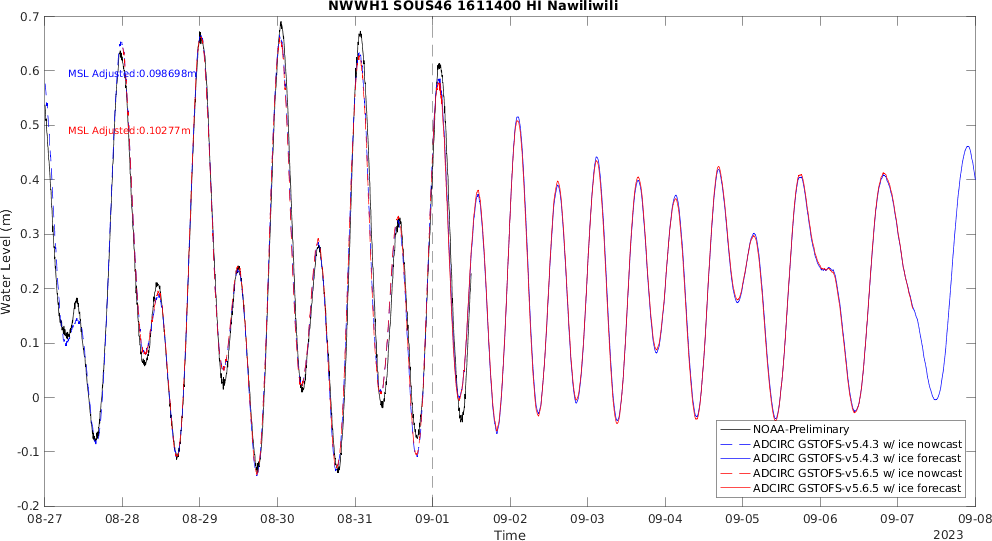 NWWH1 SOUS46 1611400 HI Nawiliwili
0.7
0.6
0.5
0.4
0.3
0.2
0.1
0
-0.1
-0.2
Water Level (m)
MSL Adjusted:0.098698m
MSL Adjusted:0.10277m
NOAA-Preliminary
ADCIRC GSTOFS-v5.4.3 w/ ice nowcast
ADCIRC GSTOFS-v5.4.3 w/ ice forecast
ADCIRC GSTOFS-v5.6.5 w/ ice nowcast
ADCIRC GSTOFS-v5.6.5 w/ ice forecast
08-27 08-28 08-29 08-30 08-31 09-01 09-02 09-03 09-04 09-05 09-06 09-07 09-08
Time
2023